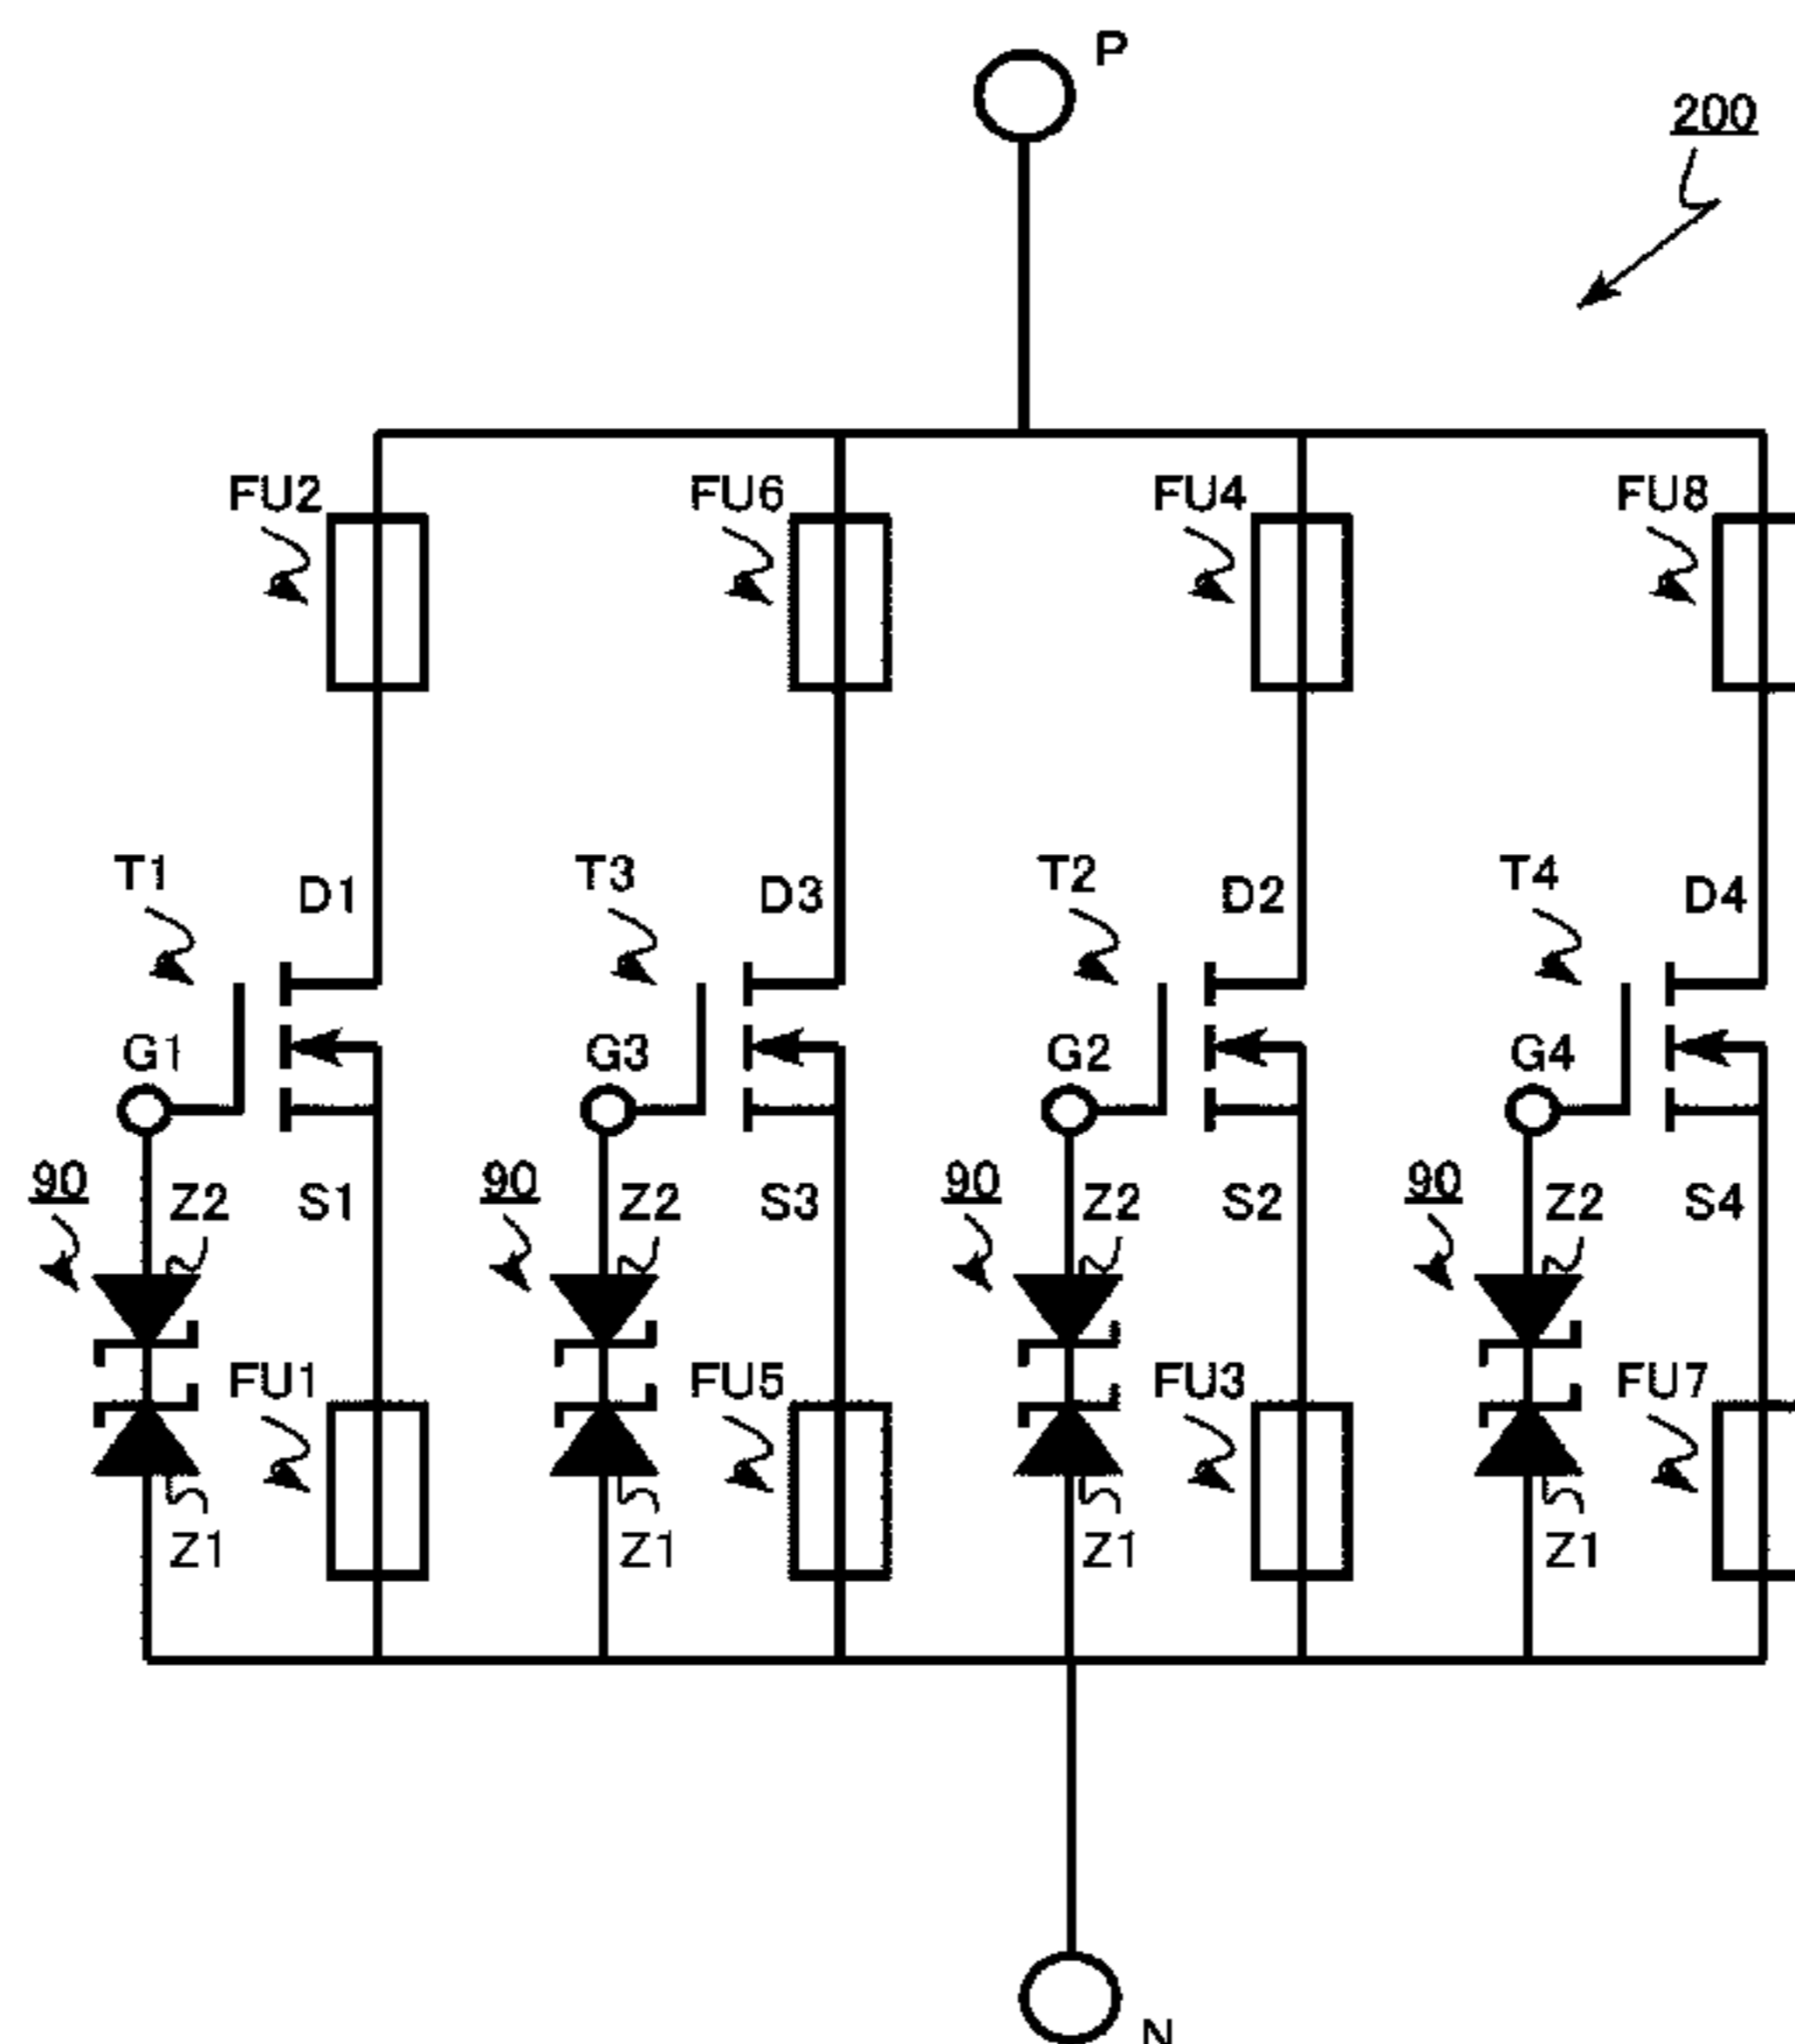 P
200
FU2 FU6 FU4 FU8
T1 D1 T3 D3 T2 D2 T4 D4
G1 G3 G2 G4
90 Z2 S1 90 Z2 S3 90 Z2 S2 90 Z2 S4
FU1 FU5 FU3 FU7
Z1 Z1 Z1 Z1
N